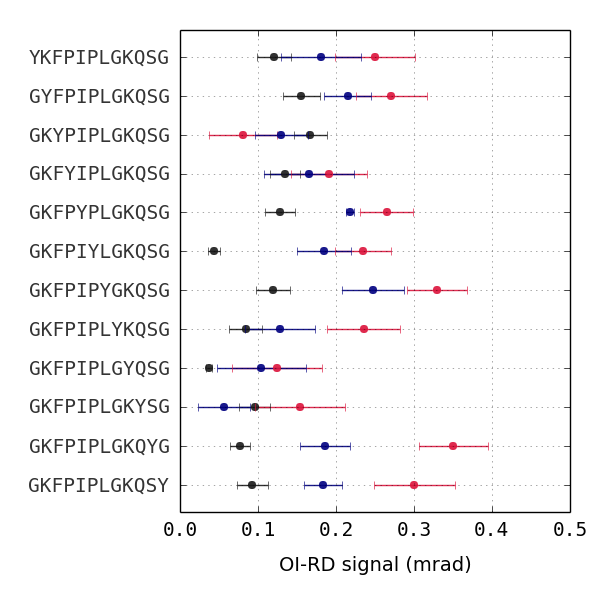 YKFPIPLGKQSG
GYFPIPLGKQSG
GKYPIPLGKQSG
GKFYIPLGKQSG
GKFPYPLGKQSG
GKFPIYLGKQSG
GKFPIPYGKQSG
GKFPIPLYKQSG
GKFPIPLGYQSG
GKFPIPLGKYSG
GKFPIPLGKQYG
GKFPIPLGKQSY
0.0 0.1 0.2 0.3 0.4 0.5
OI-RD signal (mrad)